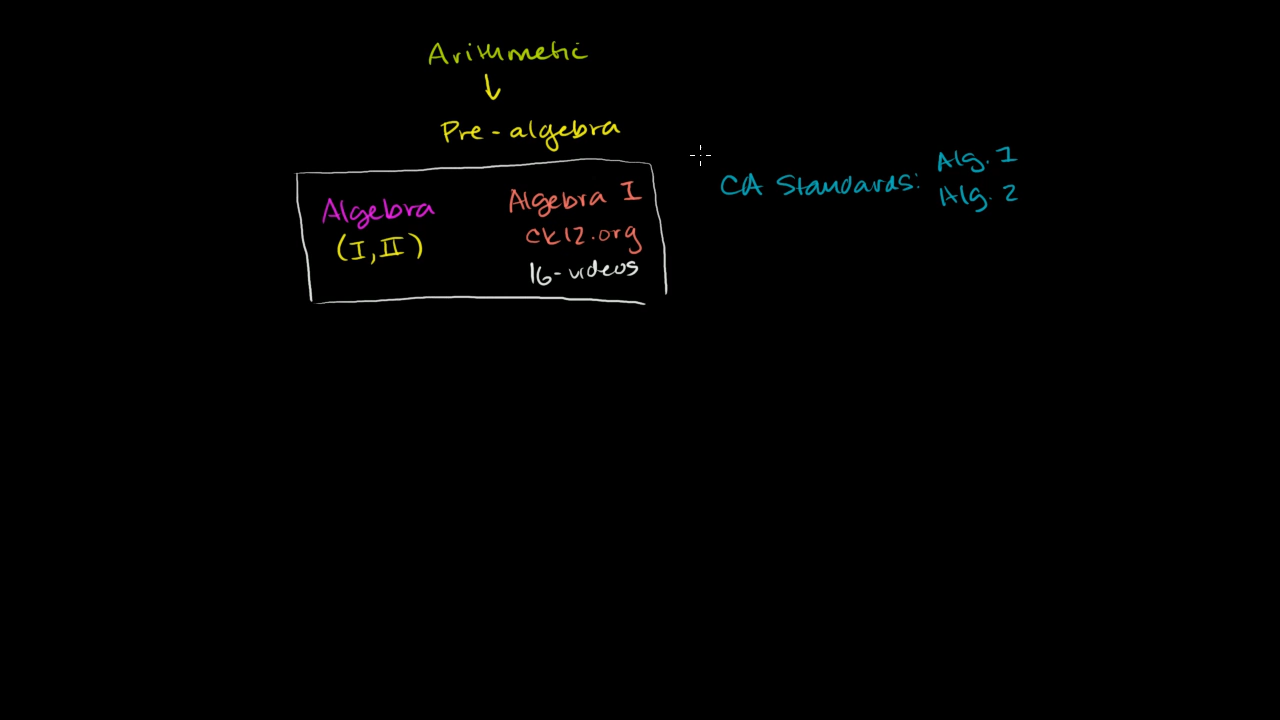 Arithmetic
Pre-algebra
Algebra
(I, II)
Algebra I
ck12.org
16-videos
CA Standards:
Alg. 1
Alg. 2